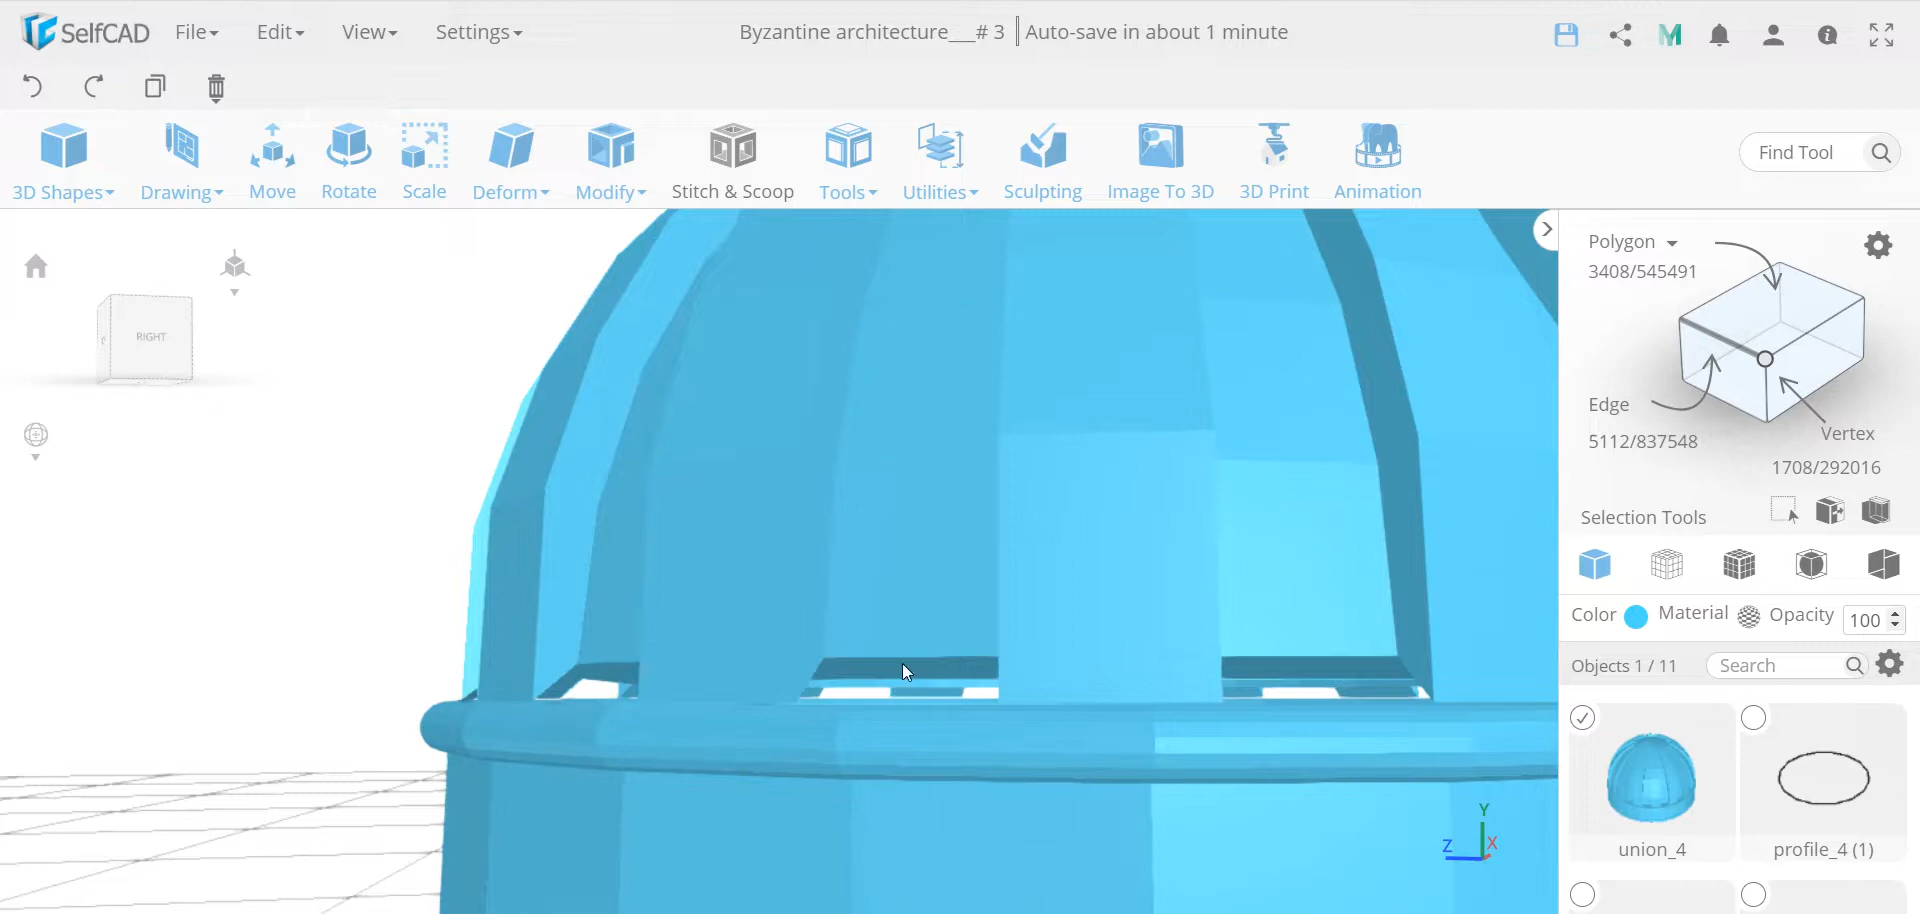 SelfCAD File Edit View Settings Byzantine architecture___# 3 Auto-save in about 1 minute
3D Shapes Drawing Move Rotate Scale Deform Modify Stitch & Scoop Tools Utilities Sculpting Image To 3D 3D Print Animation
Find Tool
RIGHT
Polygon
3408/545491
Edge
5112/837548
Vertex
1708/292016
Selection Tools
Color Material Opacity 100
Objects 1 / 11 Search
union_4 profile_4 (1)
Y
Z X